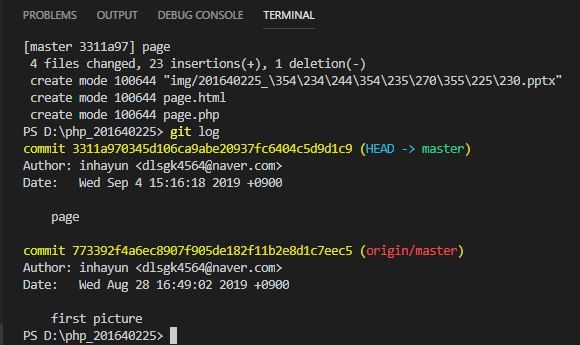 PROBLEMS OUTPUT DEBUG CONSOLE TERMINAL
[master 3311a97] page
 4 files changed, 23 insertions(+), 1 deletion(-)
 create mode 100644 "img/201640225_\354\234\244\354\235\270\355\225\230.pptx"
 create mode 100644 page.html
 create mode 100644 page.php
PS D:\php_201640225> git log
commit 3311a970345d106ca9abe20937fc6404c5d9d1c9 (HEAD -> master)
Author: inhayun <dlsgk4564@naver.com>
Date:   Wed Sep 4 15:16:18 2019 +0900
    page
commit 773392f4a6ec8907f905de182f11b2e8d1c7eec5 (origin/master)
Author: inhayun <dlsgk4564@naver.com>
Date:   Wed Aug 28 16:49:02 2019 +0900
    first picture
PS D:\php_201640225>